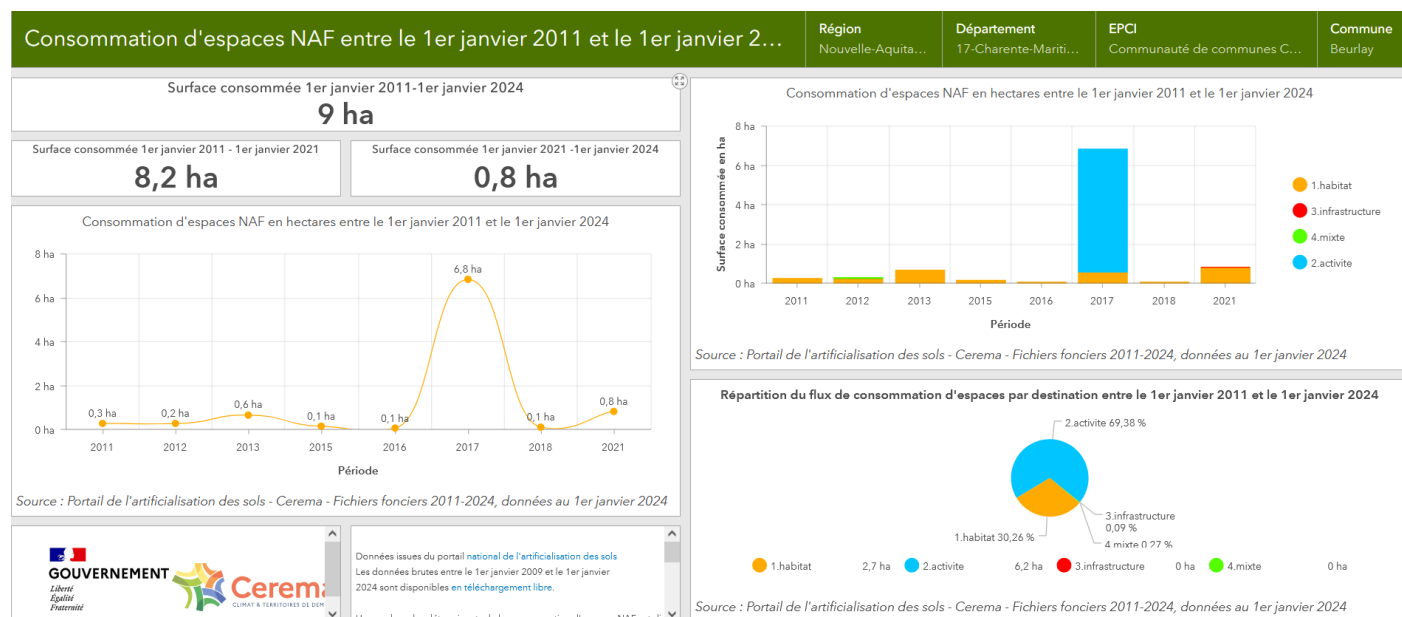 Consommation d'espaces NAF entre le 1er janvier 2011 et le 1er janvier 2...
Région
Nouvelle-Aquita...
Département
17-Charente-Mariti...
EPCI
Communauté de communes C...
Commune
Beurlay
Surface consommée 1er janvier 2011-1er janvier 2024
9 ha
Surface consommée 1er janvier 2011 - 1er janvier 2021
8,2 ha
Surface consommée 1er janvier 2021 -1er janvier 2024
0,8 ha
Consommation d'espaces NAF en hectares entre le 1er janvier 2011 et le 1er janvier 2024
8 ha
6 ha
4 ha
2 ha
0 ha
0,3 ha
0,2 ha
0,6 ha
0,1 ha
0,1 ha
6,8 ha
0,1 ha
0,8 ha
2011 2012 2013 2015 2016 2017 2018 2021
Période
Source : Portail de l'artificialisation des sols - Cerema - Fichiers fonciers 2011-2024, données au 1er janvier 2024
GOUVERNEMENT
Liberté
Égalité
Fraternité
Cerema
CLIMAT & TERRITOIRES DE DEM
Données issues du portail national de l'artificialisation des sols
Les données brutes entre le 1er janvier 2009 et le 1er janvier
2024 sont disponibles en téléchargement libre.
Consommation d'espaces NAF en hectares entre le 1er janvier 2011 et le 1er janvier 2024
Surface consommée en ha
8 ha
6 ha
4 ha
2 ha
0 ha
2011 2012 2013 2015 2016 2017 2018 2021
Période
1.habitat
3.infrastructure
4.mixte
2.activite
Source : Portail de l'artificialisation des sols - Cerema - Fichiers fonciers 2011-2024, données au 1er janvier 2024
Répartition du flux de consommation d'espaces par destination entre le 1er janvier 2011 et le 1er janvier 2024
2.activite 69,38 %
3.infrastructure
0,09 %
4.mixte 0,27 %
1.habitat 30,26 %
1.habitat 2,7 ha 2.activite 6,2 ha 3.infrastructure 0 ha 4.mixte 0 ha
Source : Portail de l'artificialisation des sols - Cerema - Fichiers fonciers 2011-2024, données au 1er janvier 2024